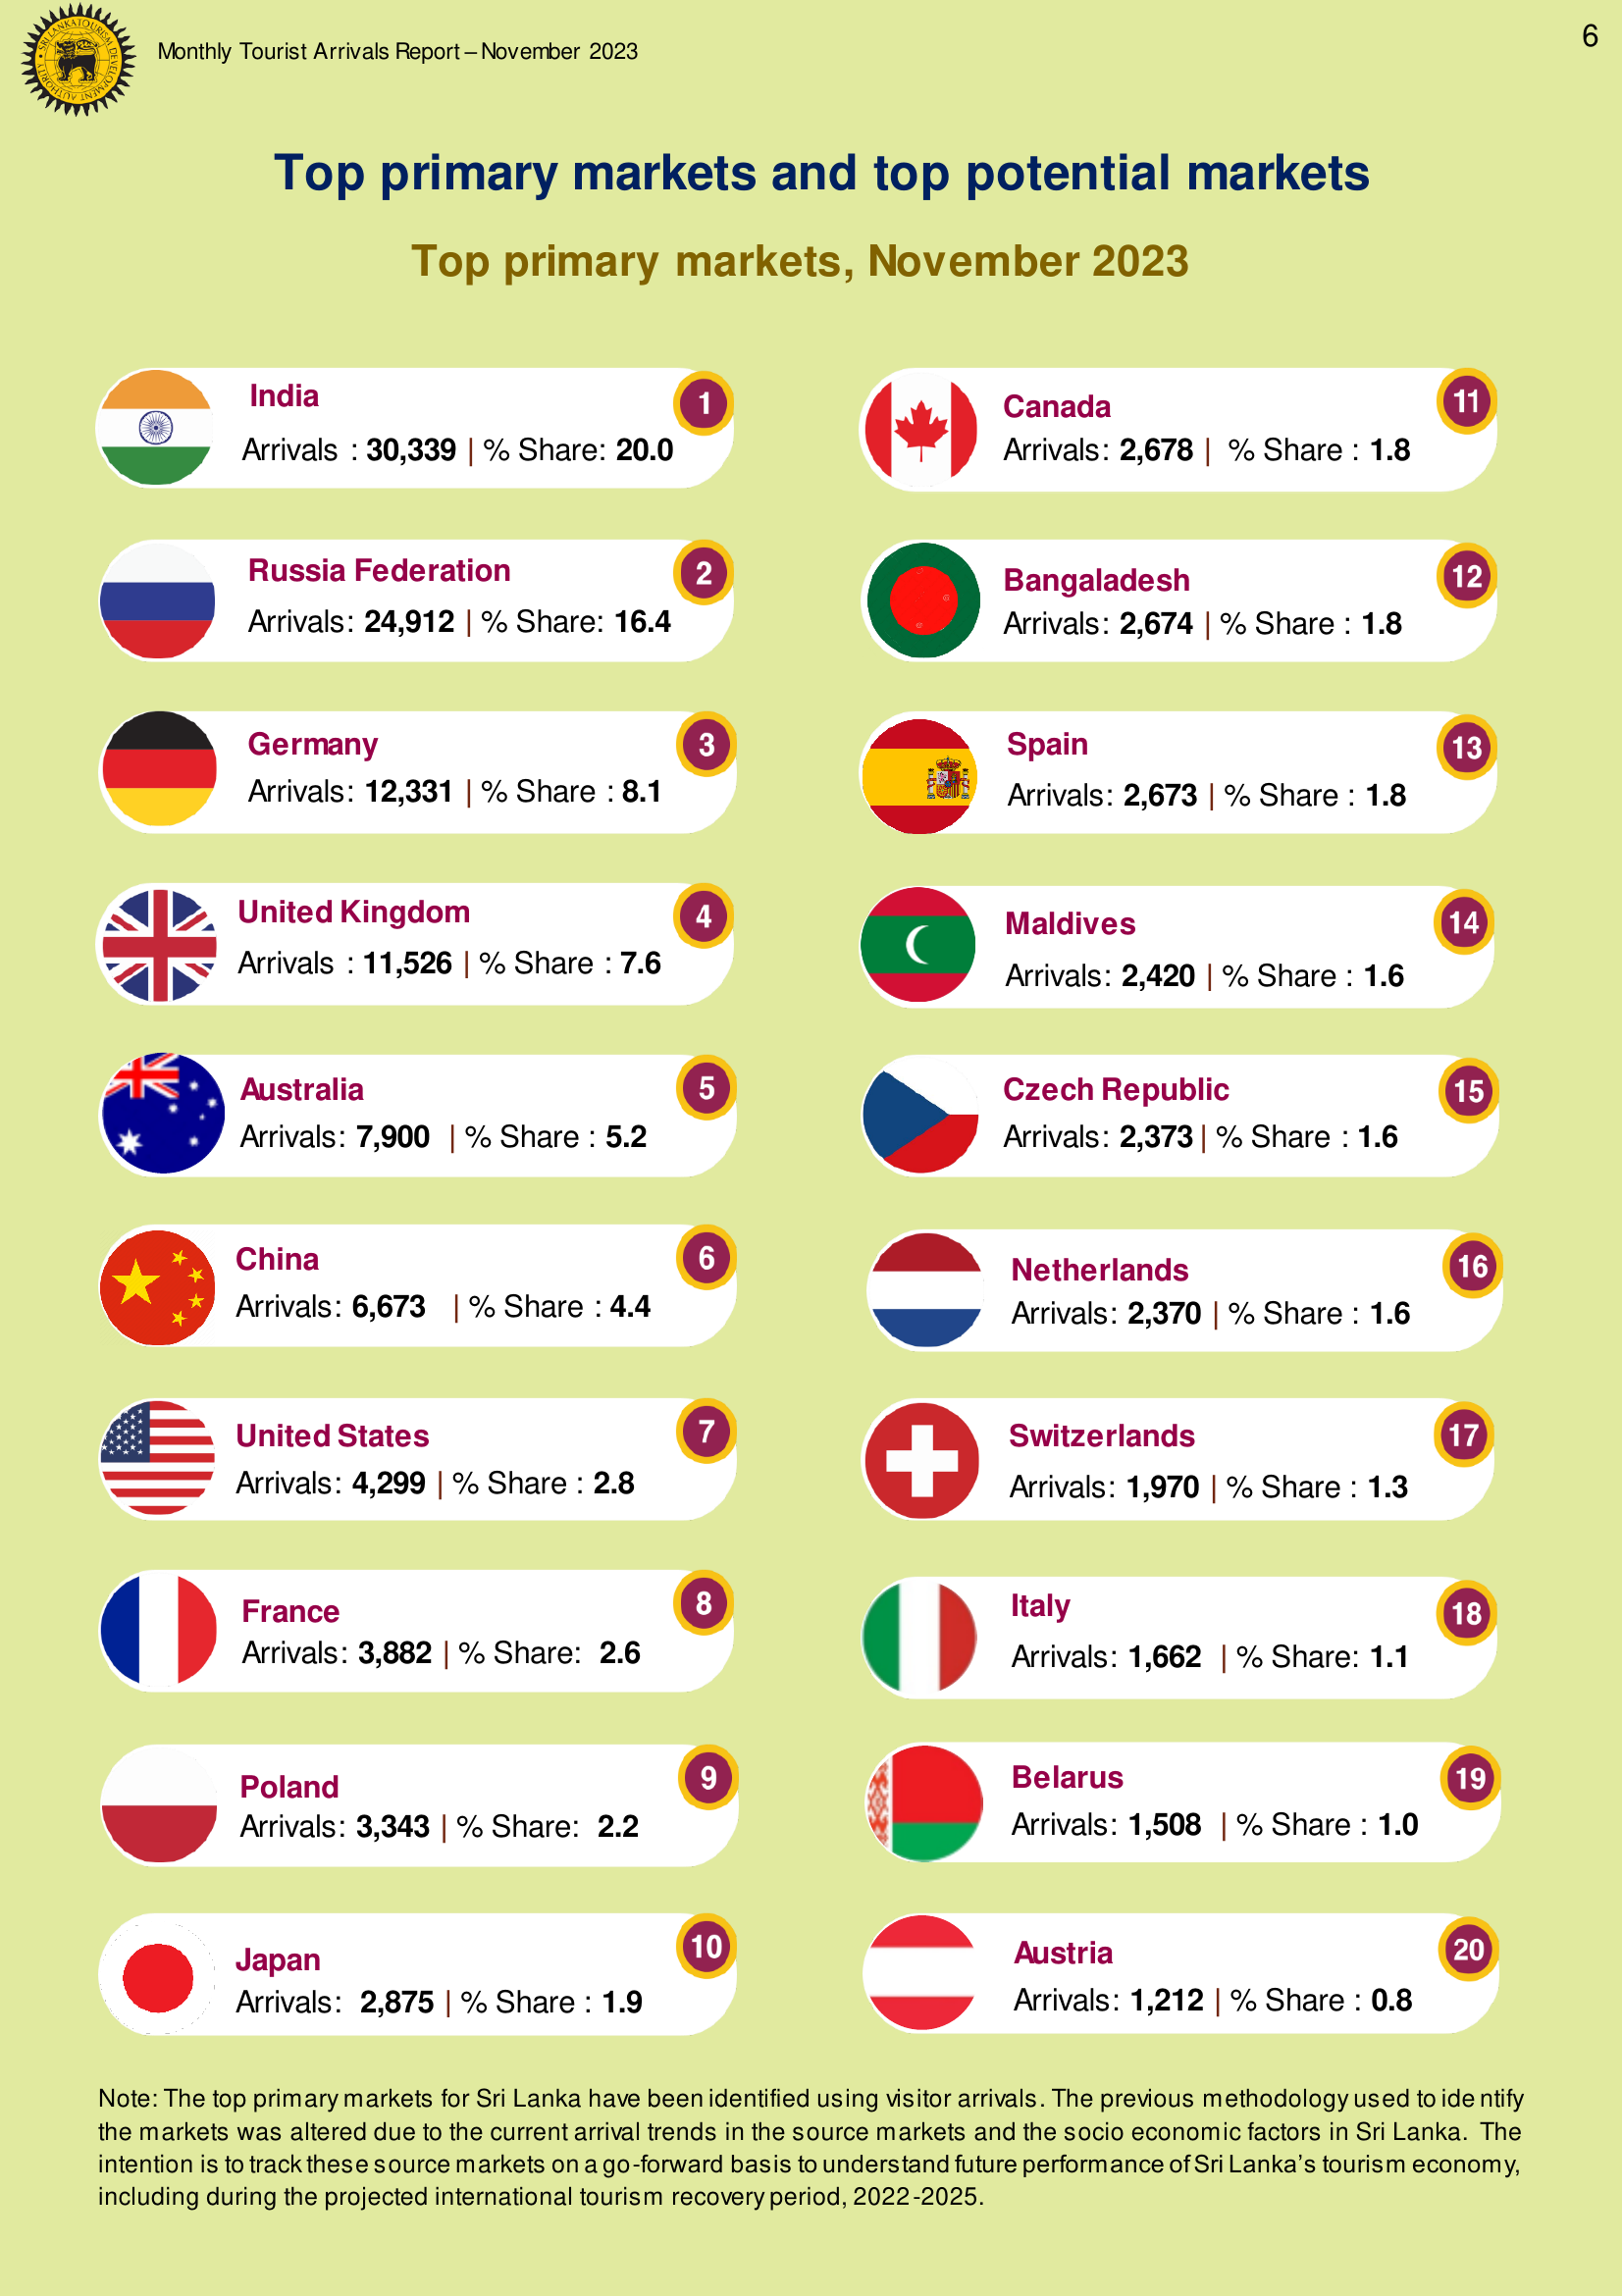 SRI LANKA TOURISM DEVELOPMENT AUTHORITY
Monthly Tourist Arrivals Report – November 2023
6
Top primary markets and top potential markets
Top primary markets, November 2023
India
1
Arrivals : 30,339 | % Share: 20.0
Russia Federation
2
Arrivals: 24,912 | % Share: 16.4
Germany
3
Arrivals: 12,331 | % Share : 8.1
United Kingdom
4
Arrivals : 11,526 | % Share : 7.6
Australia
5
Arrivals: 7,900 | % Share : 5.2
China
6
Arrivals: 6,673 | % Share : 4.4
United States
7
Arrivals: 4,299 | % Share : 2.8
France
8
Arrivals: 3,882 | % Share: 2.6
Poland
9
Arrivals: 3,343 | % Share: 2.2
Japan
10
Arrivals: 2,875 | % Share : 1.9
Canada
11
Arrivals: 2,678 | % Share : 1.8
Bangaladesh
12
Arrivals: 2,674 | % Share : 1.8
Spain
13
Arrivals: 2,673 | % Share : 1.8
Maldives
14
Arrivals: 2,420 | % Share : 1.6
Czech Republic
15
Arrivals: 2,373 | % Share : 1.6
Netherlands
16
Arrivals: 2,370 | % Share : 1.6
Switzerlands
17
Arrivals: 1,970 | % Share : 1.3
Italy
18
Arrivals: 1,662 | % Share: 1.1
Belarus
19
Arrivals: 1,508 | % Share : 1.0
Austria
20
Arrivals: 1,212 | % Share : 0.8
Note: The top primary markets for Sri Lanka have been identified using visitor arrivals. The previous methodology used to identify
the markets was altered due to the current arrival trends in the source markets and the socio economic factors in Sri Lanka. The
intention is to track these source markets on a go-forward basis to understand future performance of Sri Lanka’s tourism economy,
including during the projected international tourism recovery period, 2022-2025.